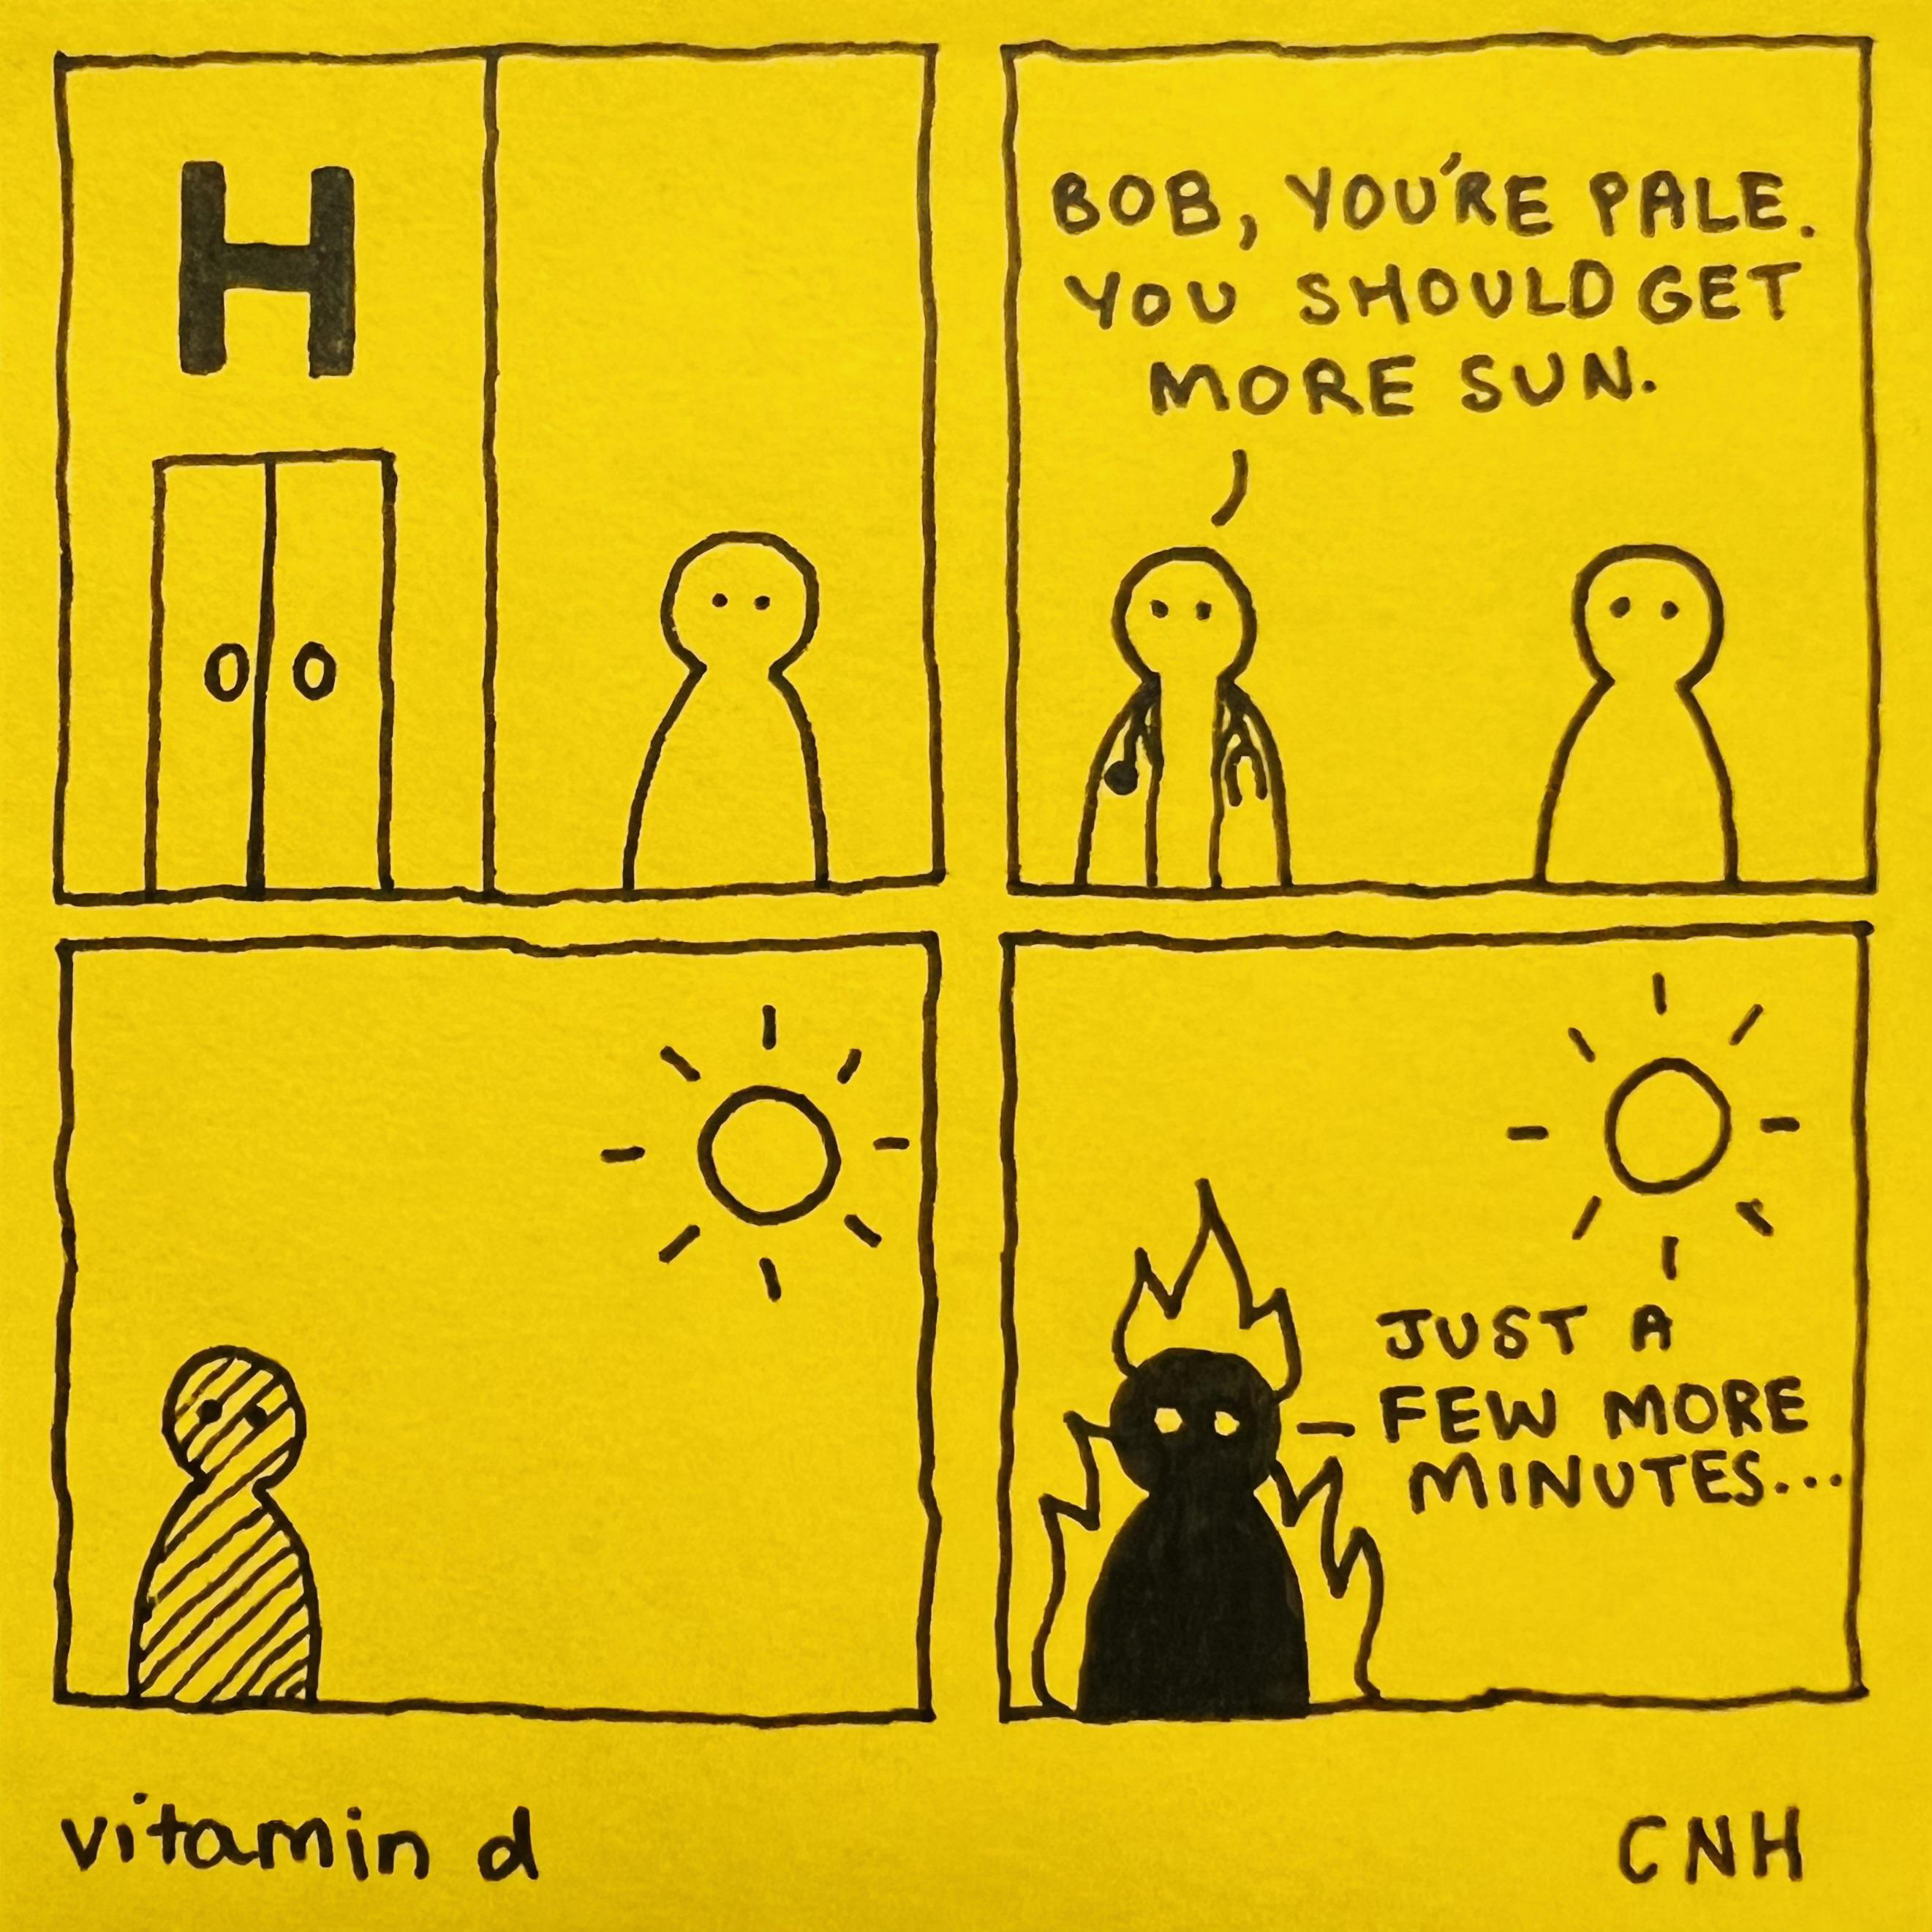 H
BOB, YOU'RE PALE.
YOU SHOULD GET
MORE SUN.
JUST A
FEW MORE
MINUTES...
vitamin d
CNH